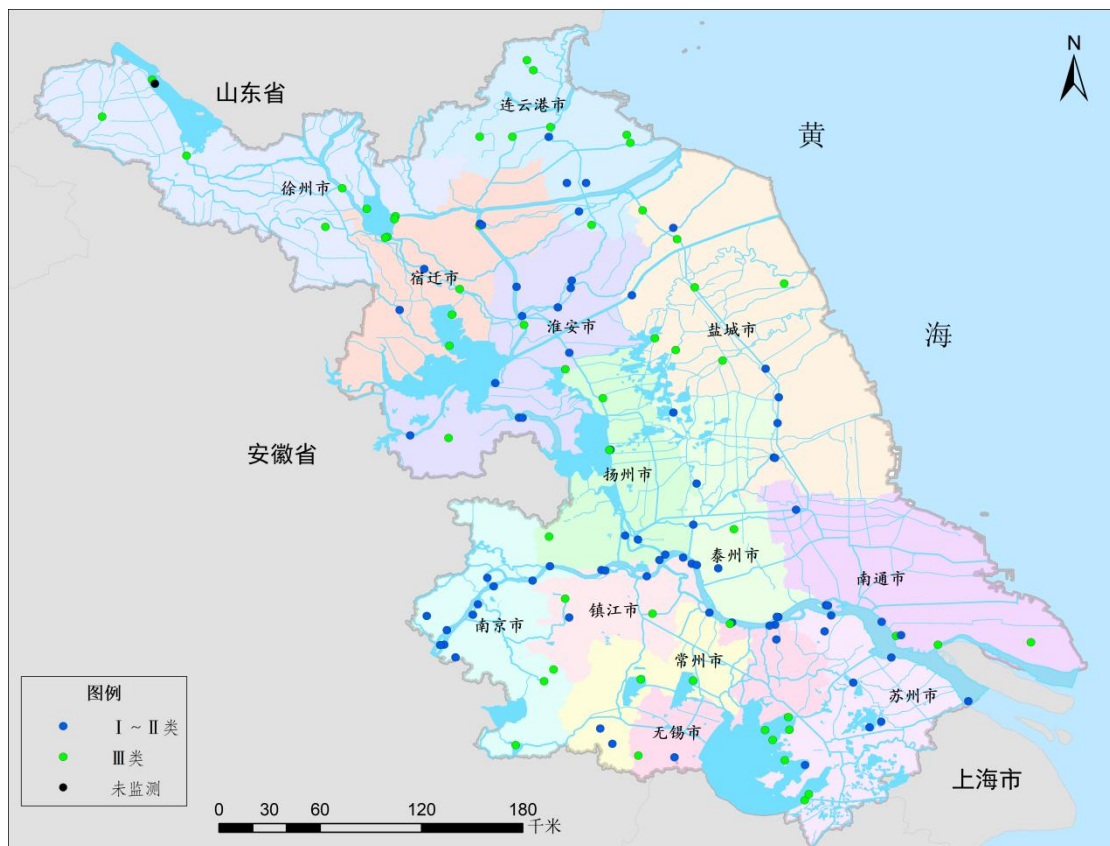 N
山东省
连云港市
黄
徐州市
宿迁市
淮安市
盐城市
海
安徽省
扬州市
泰州市
南通市
镇江市
南京市
常州市
苏州市
无锡市
上海市
图例
Ⅰ~Ⅱ类
Ⅲ类
未监测
0 30 60 120 180
千米